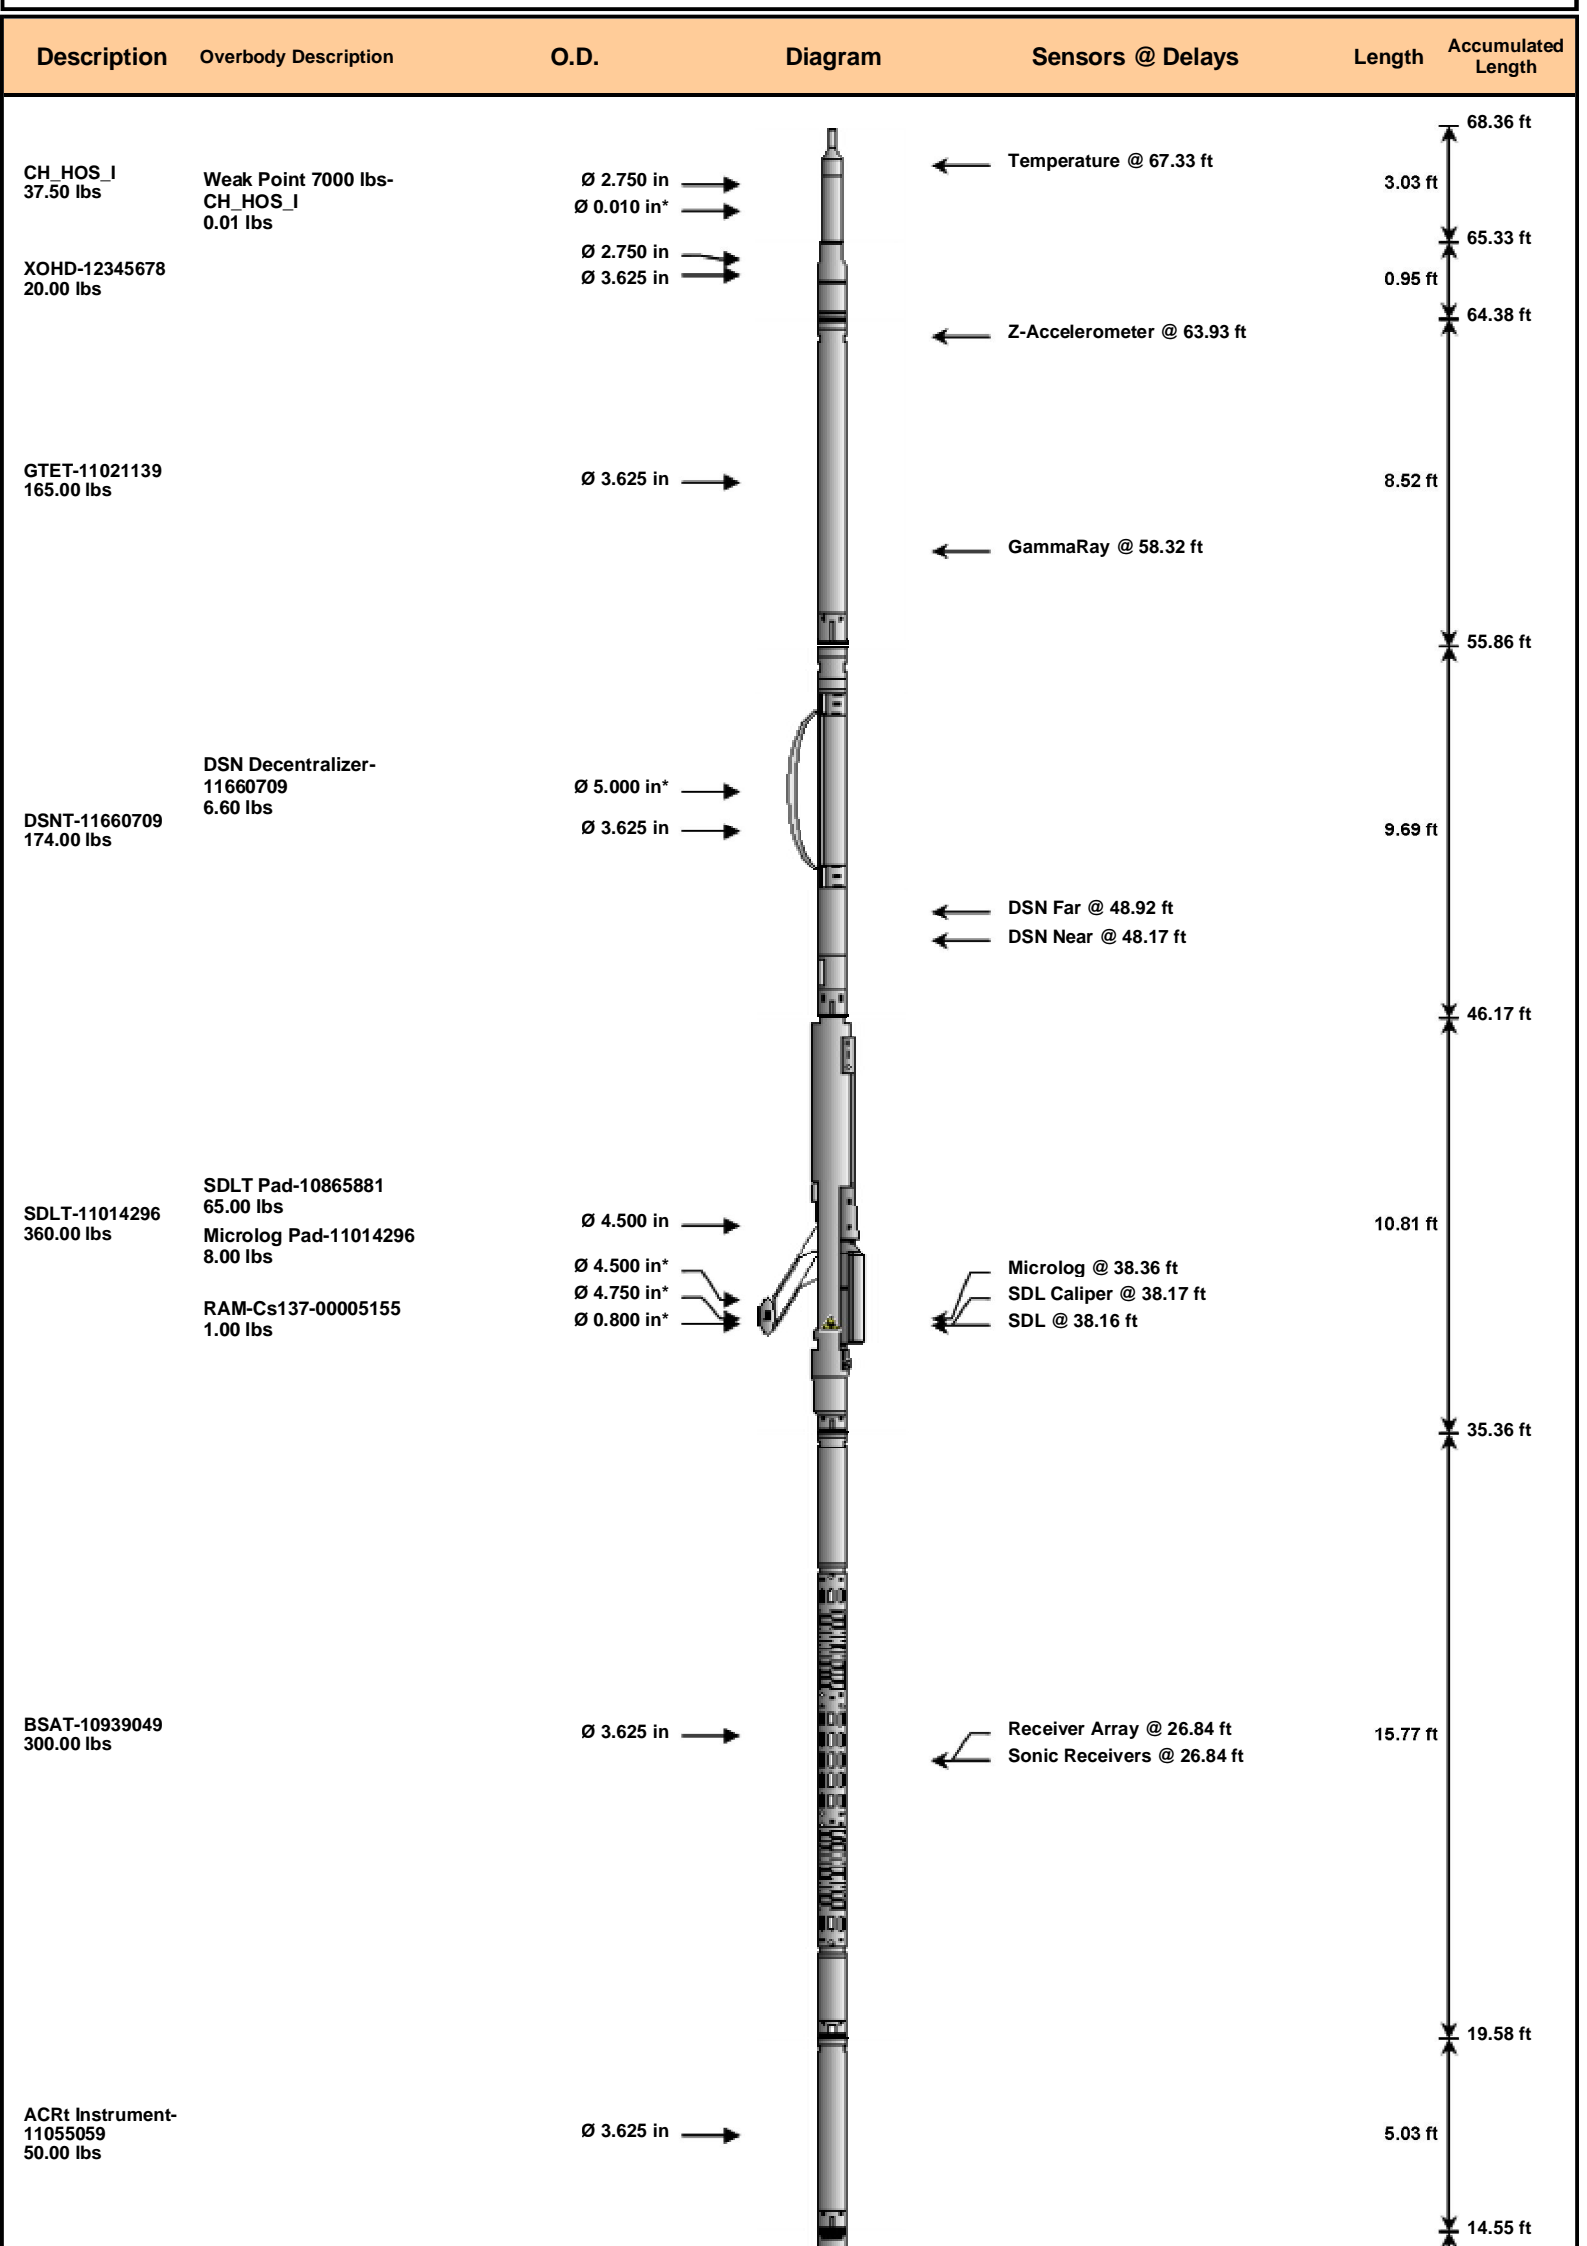 Description
Overbody Description
O.D.
Diagram
Sensors @ Delays
Length
Accumulated
Length
68.36 ft
Temperature @ 67.33 ft
CH_HOS_I
37.50 lbs
Weak Point 7000 lbs-
CH_HOS_I
0.01 lbs
Ø 2.750 in
Ø 0.010 in*
3.03 ft
65.33 ft
XOHD-12345678
20.00 lbs
Ø 2.750 in
Ø 3.625 in
0.95 ft
64.38 ft
Z-Accelerometer @ 63.93 ft
GTET-11021139
165.00 lbs
Ø 3.625 in
8.52 ft
GammaRay @ 58.32 ft
55.86 ft
DSN Decentralizer-
11660709
6.60 lbs
Ø 5.000 in*
DSNT-11660709
174.00 lbs
Ø 3.625 in
9.69 ft
DSN Far @ 48.92 ft
DSN Near @ 48.17 ft
46.17 ft
SDLT Pad-10865881
65.00 lbs
SDLT-11014296
360.00 lbs
Microlog Pad-11014296
8.00 lbs
RAM-Cs137-00005155
1.00 lbs
Ø 4.500 in
Ø 4.500 in*
Ø 4.750 in*
Ø 0.800 in*
10.81 ft
Microlog @ 38.36 ft
SDL Caliper @ 38.17 ft
SDL @ 38.16 ft
35.36 ft
BSAT-10939049
300.00 lbs
Ø 3.625 in
Receiver Array @ 26.84 ft
Sonic Receivers @ 26.84 ft
15.77 ft
19.58 ft
ACRt Instrument-
11055059
50.00 lbs
Ø 3.625 in
5.03 ft
14.55 ft